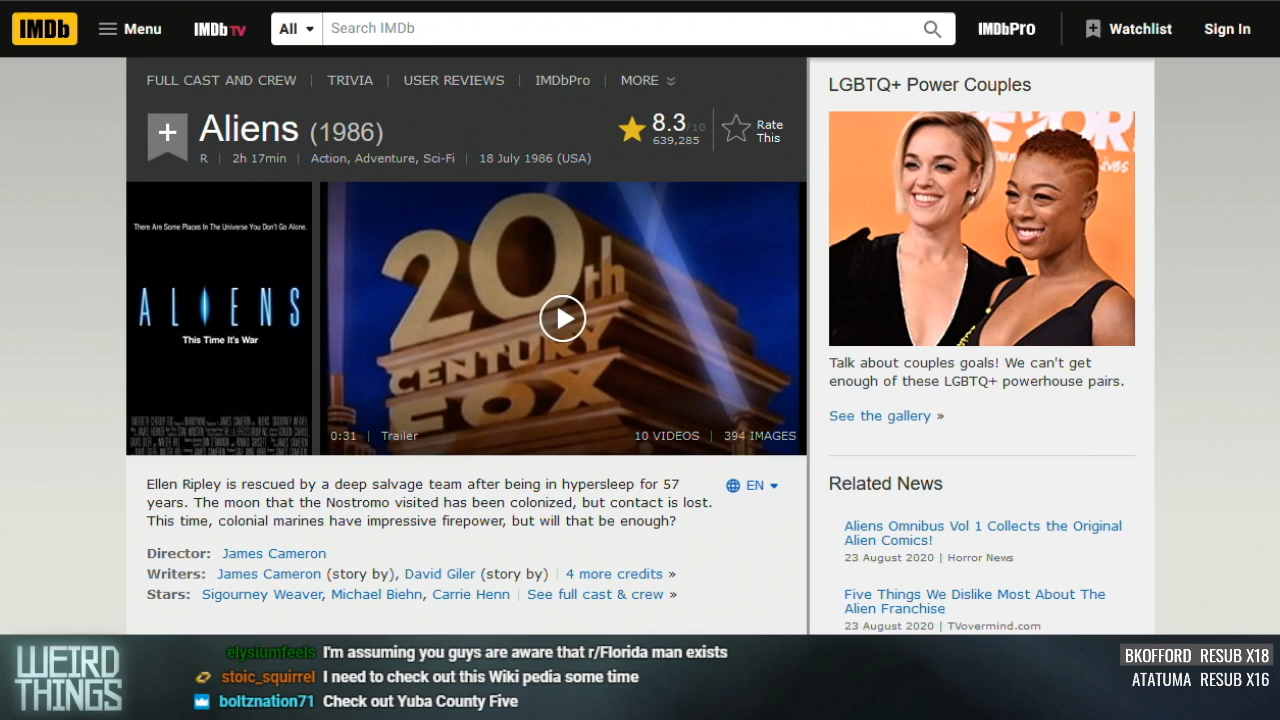 IMDb
Menu
IMDb TV
All
Search IMDb
IMDbPro
Watchlist
Sign In
FULL CAST AND CREW | TRIVIA | USER REVIEWS | IMDbPro | MORE
+
Aliens (1986)
R | 2h 17min | Action, Adventure, Sci-Fi | 18 July 1986 (USA)
8.3/10
639,285
Rate
This
There Are Some Places In The Universe You Don't Go Alone.
ALIENS
This Time It's War
20th
CENTURY
FOX
0:31 | Trailer
10 VIDEOS | 394 IMAGES
Ellen Ripley is rescued by a deep salvage team after being in hypersleep for 57
years. The moon that the Nostromo visited has been colonized, but contact is lost.
This time, colonial marines have impressive firepower, but will that be enough?
EN
Director: James Cameron
Writers: James Cameron (story by), David Giler (story by) | 4 more credits »
Stars: Sigourney Weaver, Michael Biehn, Carrie Henn | See full cast & crew »
LGBTQ+ Power Couples
Talk about couples goals! We can't get
enough of these LGBTQ+ powerhouse pairs.
See the gallery »
Related News
Aliens Omnibus Vol 1 Collects the Original
Alien Comics!
23 August 2020 | Horror News
Five Things We Dislike Most About The
Alien Franchise
23 August 2020 | TVovermind.com
WEIRD
THINGS
elysiumfeels I'm assuming you guys are aware that r/Florida man exists
stoic_squirrel I need to check out this Wiki pedia some time
boltznation71 Check out Yuba County Five
BKOFFORD RESUB X18
ATATUMA RESUB X16